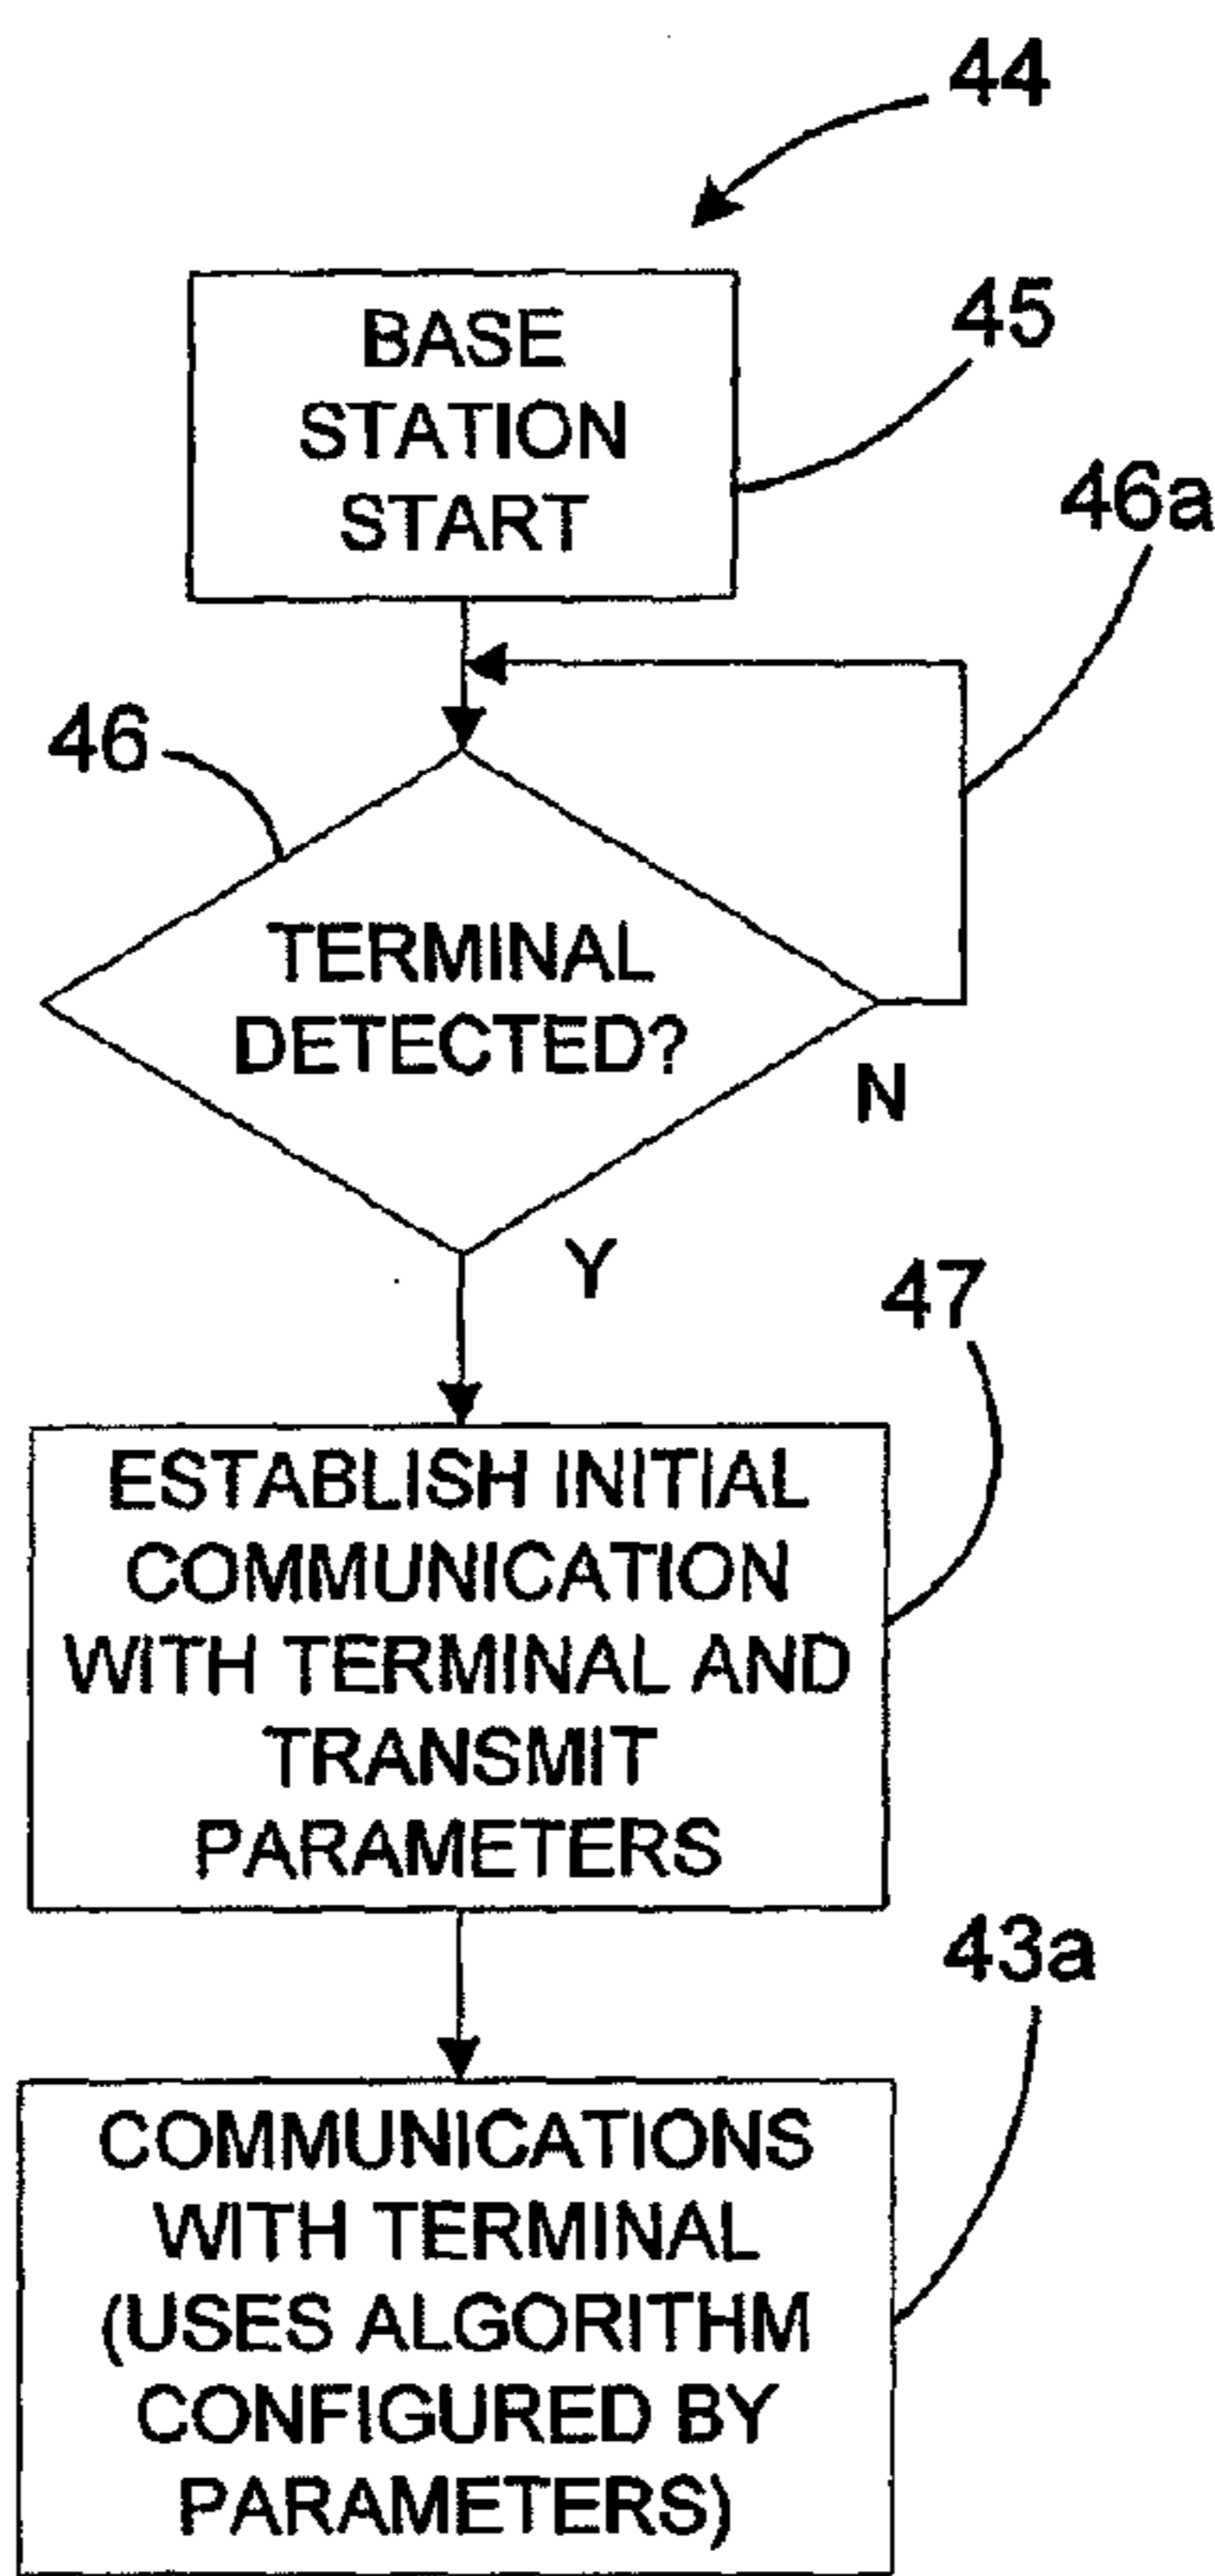 44
BASE
STATION
START
45
46a
46
TERMINAL
DETECTED?
N
Y
47
ESTABLISH INITIAL
COMMUNICATION
WITH TERMINAL AND
TRANSMIT
PARAMETERS
43a
COMMUNICATIONS
WITH TERMINAL
(USES ALGORITHM
CONFIGURED BY
PARAMETERS)